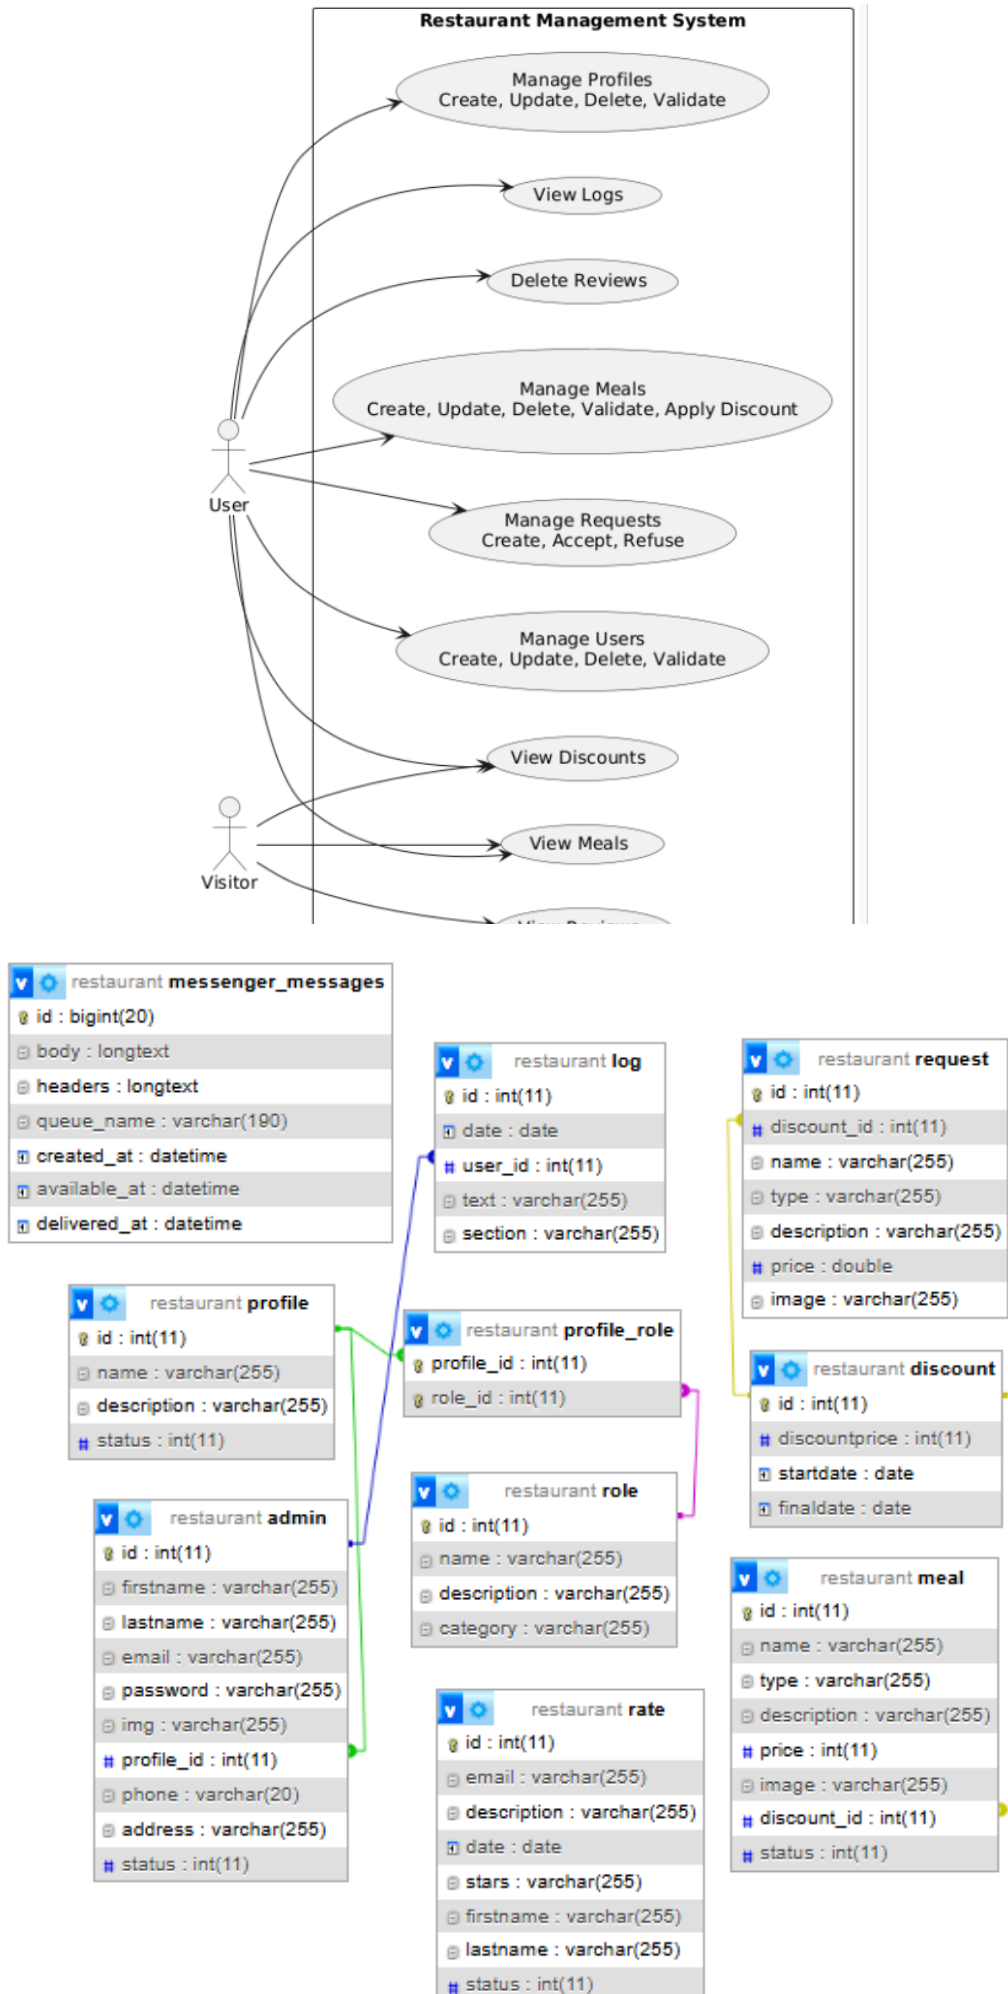 Restaurant Management System
Manage Profiles
Create, Update, Delete, Validate
View Logs
Delete Reviews
Manage Meals
Create, Update, Delete, Validate, Apply Discount
User
Manage Requests
Create, Accept, Refuse
Manage Users
Create, Update, Delete, Validate
View Discounts
View Meals
Visitor
View Reviews
v restaurant messenger_messages
id : bigint(20)
body : longtext
headers : longtext
queue_name : varchar(190)
created_at : datetime
available_at : datetime
delivered_at : datetime
v restaurant log
id : int(11)
date : date
# user_id : int(11)
text : varchar(255)
section : varchar(255)
v restaurant request
id : int(11)
# discount_id : int(11)
name : varchar(255)
type : varchar(255)
description : varchar(255)
# price : double
image : varchar(255)
v restaurant profile
id : int(11)
name : varchar(255)
description : varchar(255)
# status : int(11)
v restaurant profile_role
profile_id : int(11)
role_id : int(11)
v restaurant discount
id : int(11)
# discountprice : int(11)
startdate : date
finaldate : date
v restaurant admin
id : int(11)
firstname : varchar(255)
lastname : varchar(255)
email : varchar(255)
password : varchar(255)
img : varchar(255)
# profile_id : int(11)
phone : varchar(20)
address : varchar(255)
# status : int(11)
v restaurant role
id : int(11)
name : varchar(255)
description : varchar(255)
category : varchar(255)
v restaurant meal
id : int(11)
name : varchar(255)
type : varchar(255)
description : varchar(255)
# price : int(11)
image : varchar(255)
# discount_id : int(11)
# status : int(11)
v restaurant rate
id : int(11)
email : varchar(255)
description : varchar(255)
date : date
stars : varchar(255)
firstname : varchar(255)
lastname : varchar(255)
# status : int(11)